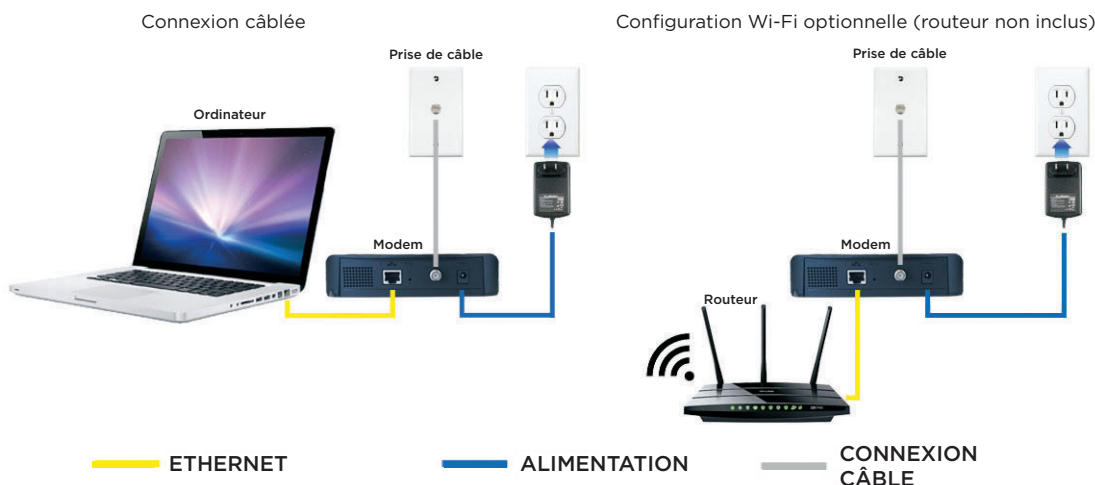 Connexion câblée
Configuration Wi-Fi optionnelle (routeur non inclus)
Prise de câble
Prise de câble
Ordinateur
Modem
Modem
Routeur
ETHERNET
ALIMENTATION
CONNEXION
CÂBLE